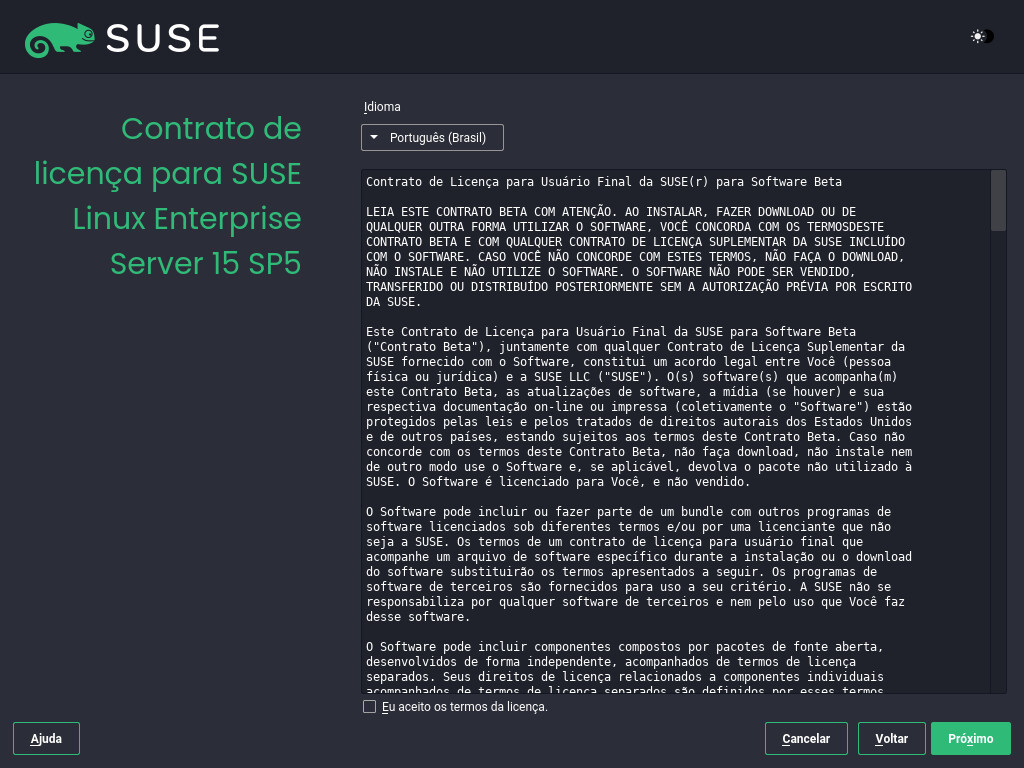 SUSE
Contrato de
licença para SUSE
Linux Enterprise
Server 15 SP5
Idioma
Português (Brasil)
Contrato de Licença para Usuário Final da SUSE(r) para Software Beta
LEIA ESTE CONTRATO BETA COM ATENÇÃO. AO INSTALAR, FAZER DOWNLOAD OU DE
QUALQUER OUTRA FORMA UTILIZAR O SOFTWARE, VOCÊ CONCORDA COM OS TERMOSDESTE
CONTRATO BETA E COM QUALQUER CONTRATO DE LICENÇA SUPLEMENTAR DA SUSE INCLUÍDO
COM O SOFTWARE. CASO VOCÊ NÃO CONCORDE COM ESTES TERMOS, NÃO FAÇA O DOWNLOAD,
NÃO INSTALE E NÃO UTILIZE O SOFTWARE. O SOFTWARE NÃO PODE SER VENDIDO,
TRANSFERIDO OU DISTRIBUÍDO POSTERIORMENTE SEM A AUTORIZAÇÃO PRÉVIA POR ESCRITO
DA SUSE.
Este Contrato de Licença para Usuário Final da SUSE para Software Beta
("Contrato Beta"), juntamente com qualquer Contrato de Licença Suplementar da
SUSE fornecido com o Software, constitui um acordo legal entre Você (pessoa
física ou jurídica) e a SUSE LLC ("SUSE"). O(s) software(s) que acompanha(m)
este Contrato Beta, as atualizações de software, a mídia (se houver) e sua
respectiva documentação on-line ou impressa (coletivamente o "Software") estão
protegidos pelas leis e pelos tratados de direitos autorais dos Estados Unidos
e de outros países, estando sujeitos aos termos deste Contrato Beta. Caso não
concorde com os termos deste Contrato Beta, não faça download, não instale nem
de outro modo use o Software e, se aplicável, devolva o pacote não utilizado à
SUSE. O Software é licenciado para Você, e não vendido.
O Software pode incluir ou fazer parte de um bundle com outros programas de
software licenciados sob diferentes termos e/ou por uma licenciante que não
seja a SUSE. Os termos de um contrato de licença para usuário final que
acompanhe um arquivo de software específico durante a instalação ou o download
do software substituirão os termos apresentados a seguir. Os programas de
software de terceiros são fornecidos para uso a seu critério. A SUSE não se
responsabiliza por qualquer software de terceiros e nem pelo uso que Você faz
desse software.
O Software pode incluir componentes compostos por pacotes de fonte aberta,
desenvolvidos de forma independente, acompanhados de termos de licença
separados. Seus direitos de licença relacionados a componentes individuais
acompanhados de termos de licença separados são definidos por esses termos
Eu aceito os termos da licença.
Ajuda
Cancelar
Voltar
Próximo